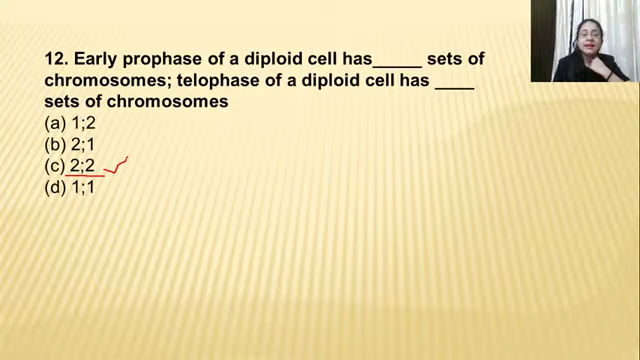 12. Early prophase of a diploid cell has_____ sets of
chromosomes; telophase of a diploid cell has ____
sets of chromosomes
(a) 1;2
(b) 2;1
(c) 2;2
(d) 1;1